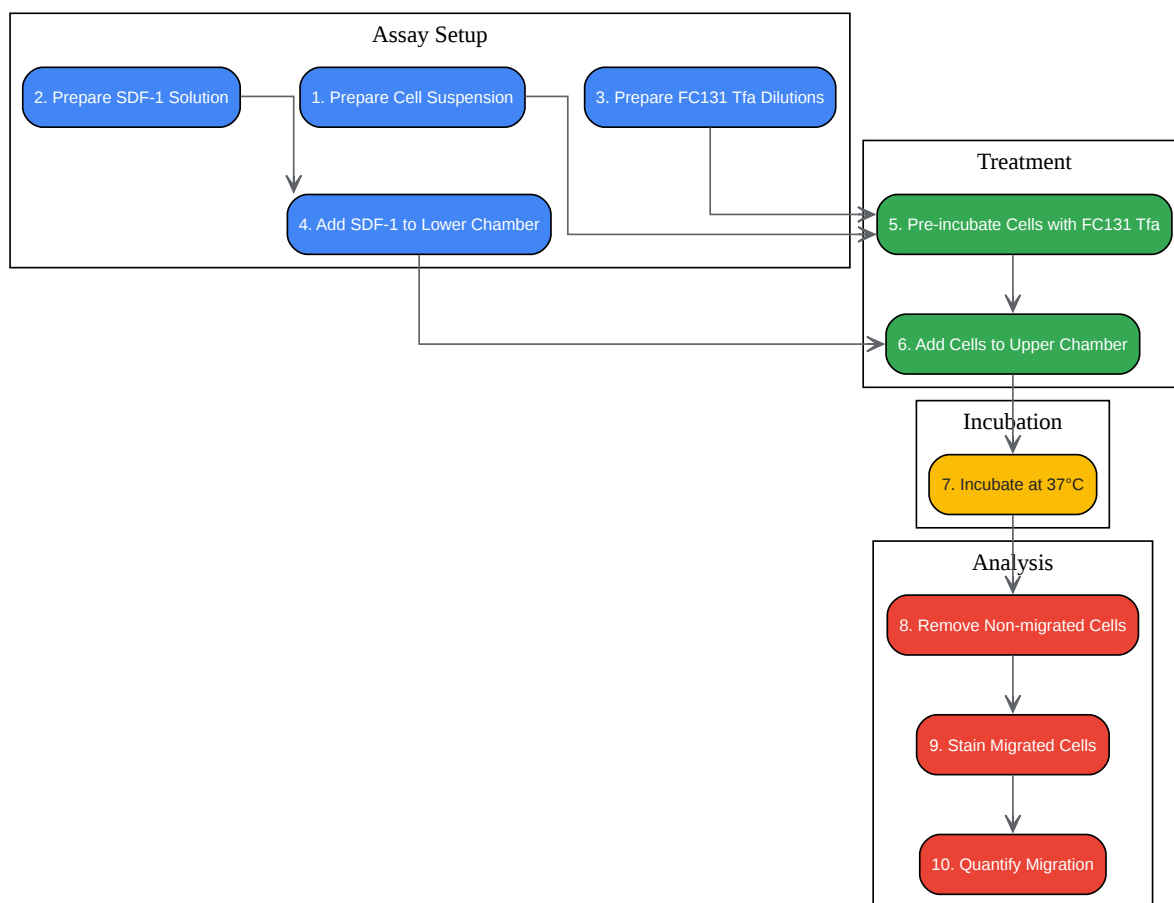 Assay Setup
2. Prepare SDF-1 Solution
1. Prepare Cell Suspension
3. Prepare FC131 Tfa Dilutions
4. Add SDF-1 to Lower Chamber
Treatment
5. Pre-incubate Cells with FC131 Tfa
6. Add Cells to Upper Chamber
Incubation
7. Incubate at 37°C
Analysis
8. Remove Non-migrated Cells
9. Stain Migrated Cells
10. Quantify Migration